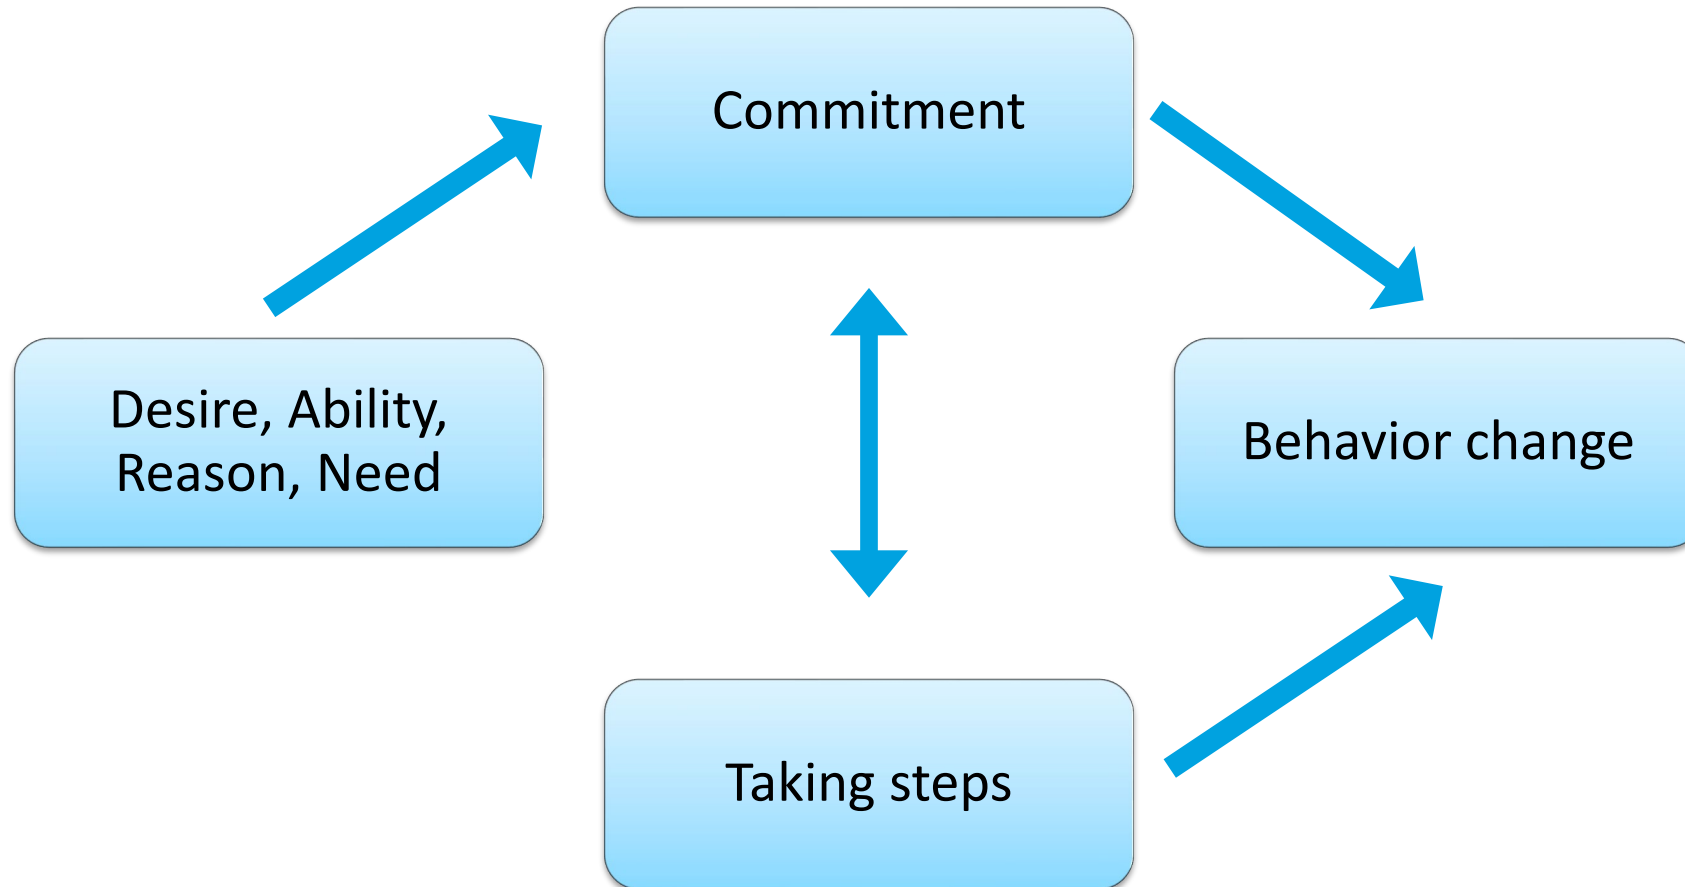 Commitment
Desire, Ability,
Reason, Need
Behavior change
Taking steps